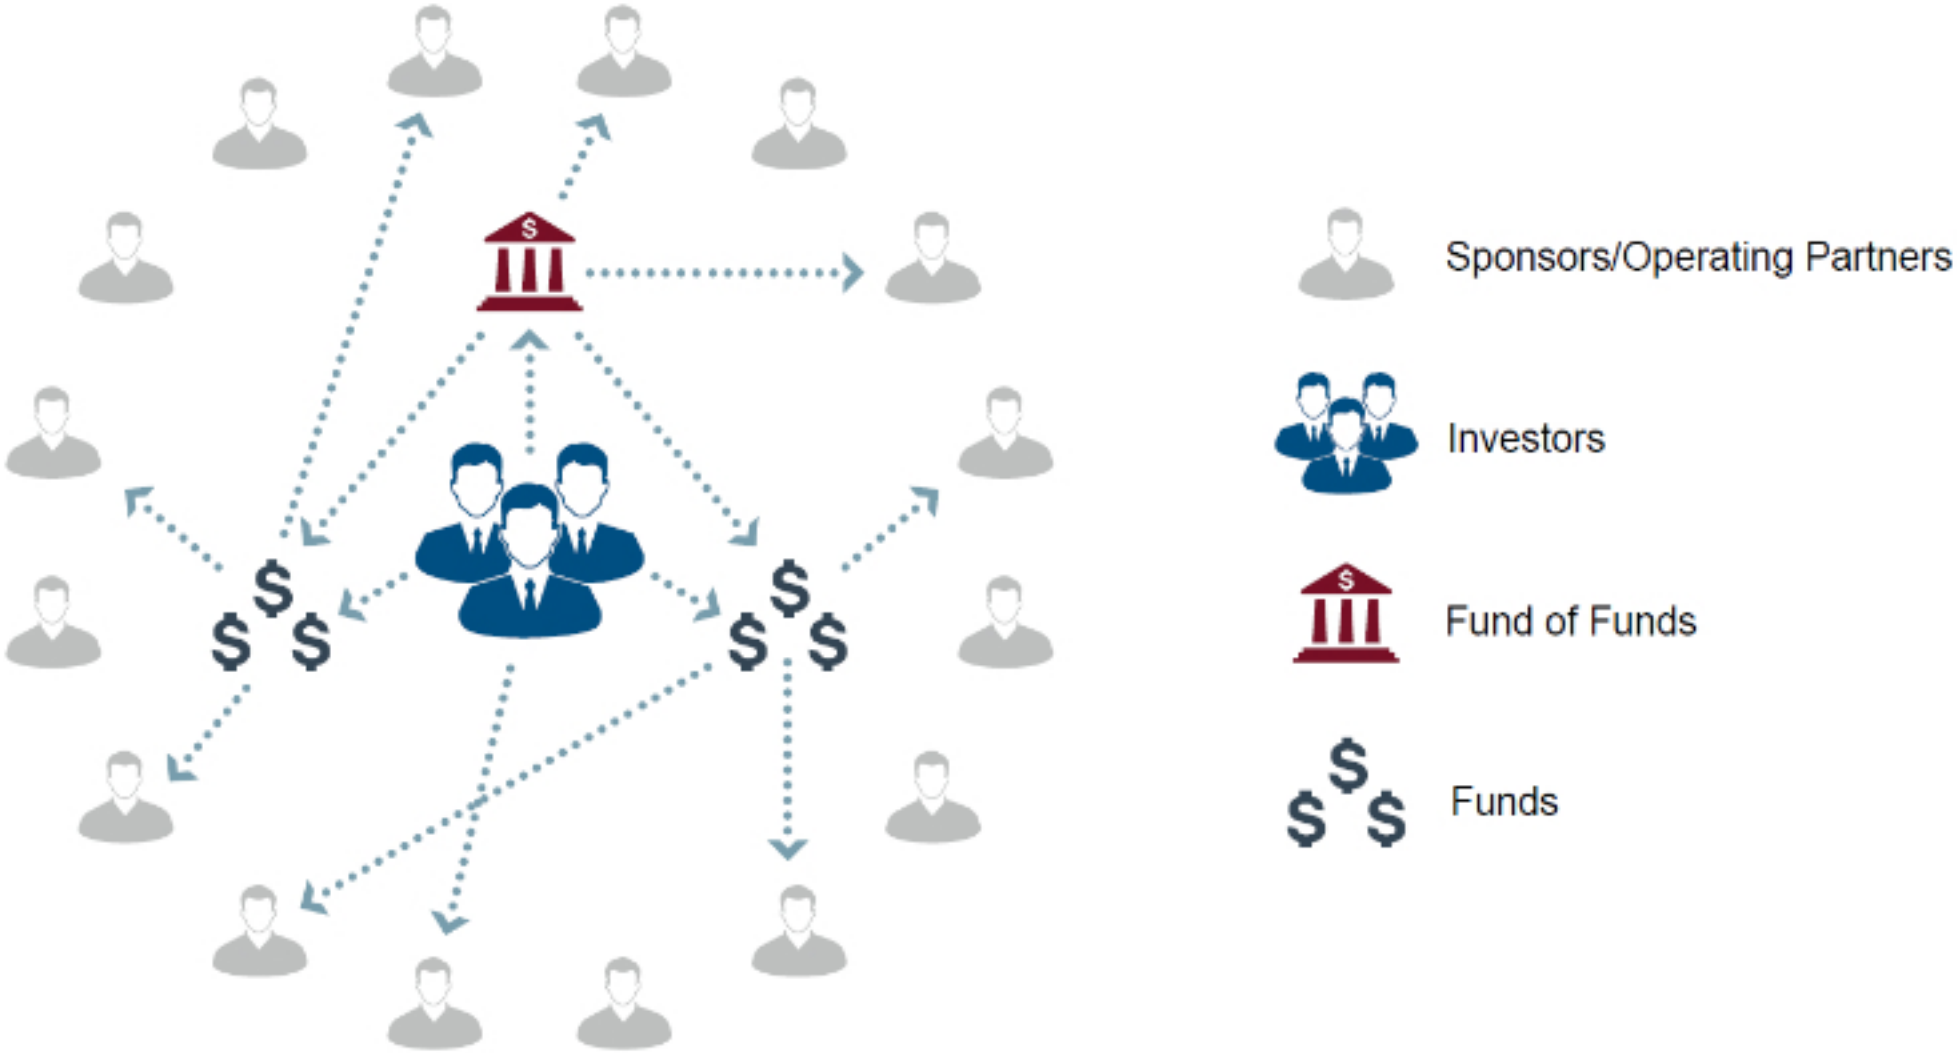 $
$
$ $
$
$ $
Sponsors/Operating Partners
Investors
$
Fund of Funds
$
$ $
Funds